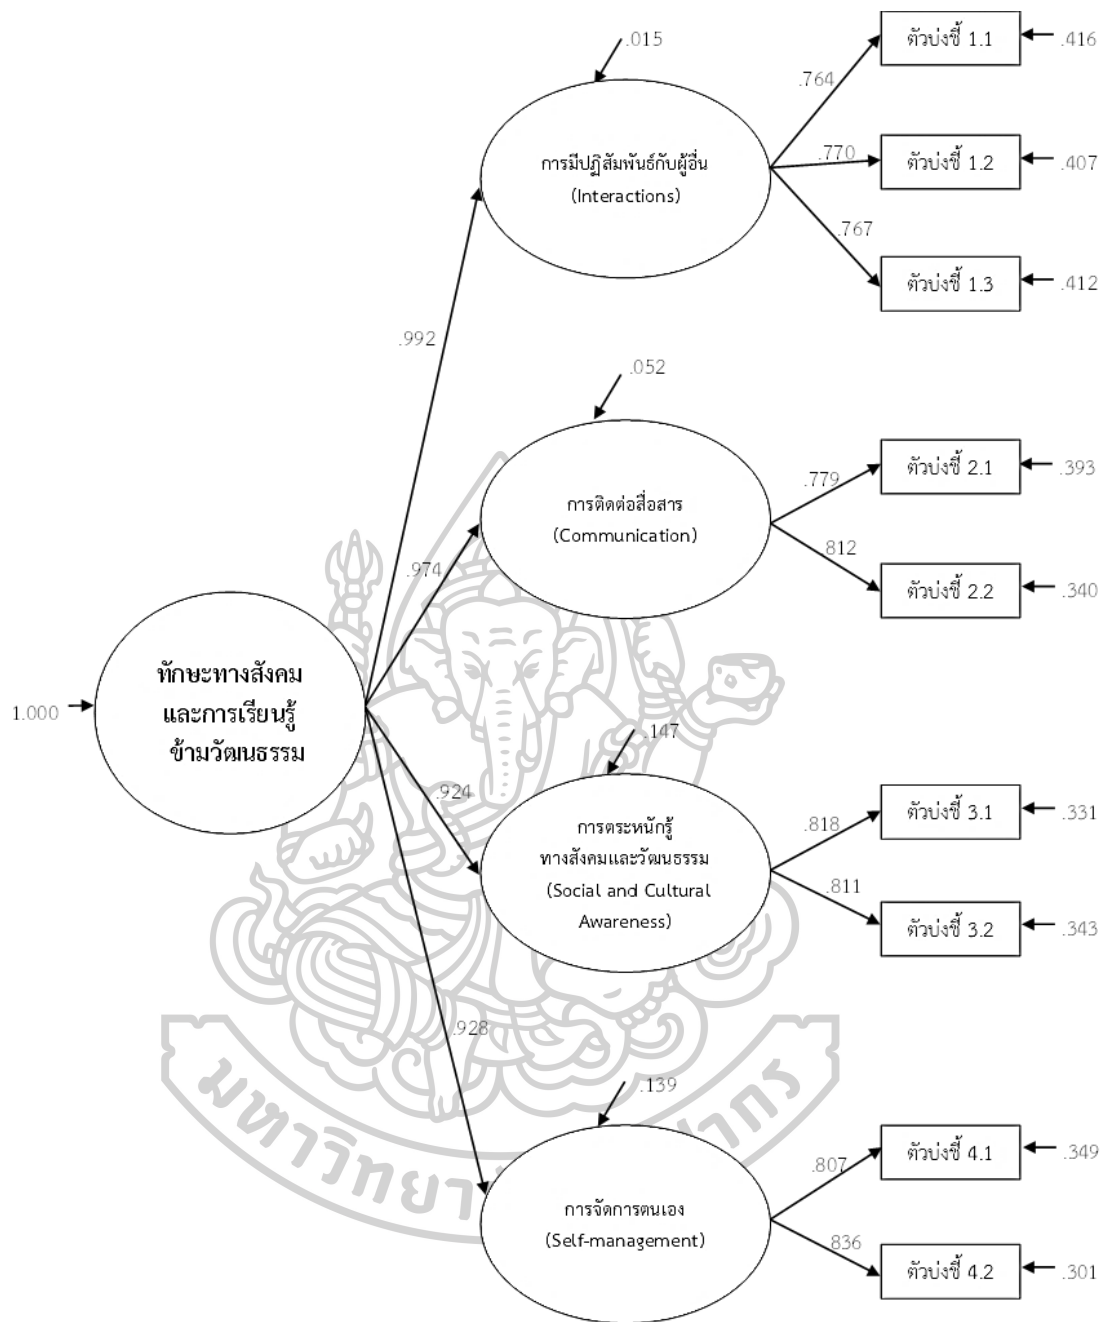 .015
ตัวบ่งชี้ 1.1
.416
.764
การมีปฏิสัมพันธ์กับผู้อื่น
(Interactions)
.770
ตัวบ่งชี้ 1.2
.407
.767
ตัวบ่งชี้ 1.3
.412
.992
.052
การติดต่อสื่อสาร
(Communication)
.779
ตัวบ่งชี้ 2.1
.393
.812
ตัวบ่งชี้ 2.2
.340
.974
1.000
ทักษะทางสังคม
และการเรียนรู้
ข้ามวัฒนธรรม
.147
.924
การตระหนักรู้
ทางสังคมและวัฒนธรรม
(Social and Cultural
Awareness)
.818
ตัวบ่งชี้ 3.1
.331
.811
ตัวบ่งชี้ 3.2
.343
.928
.139
การจัดการตนเอง
(Self-management)
.807
ตัวบ่งชี้ 4.1
.349
.836
ตัวบ่งชี้ 4.2
.301